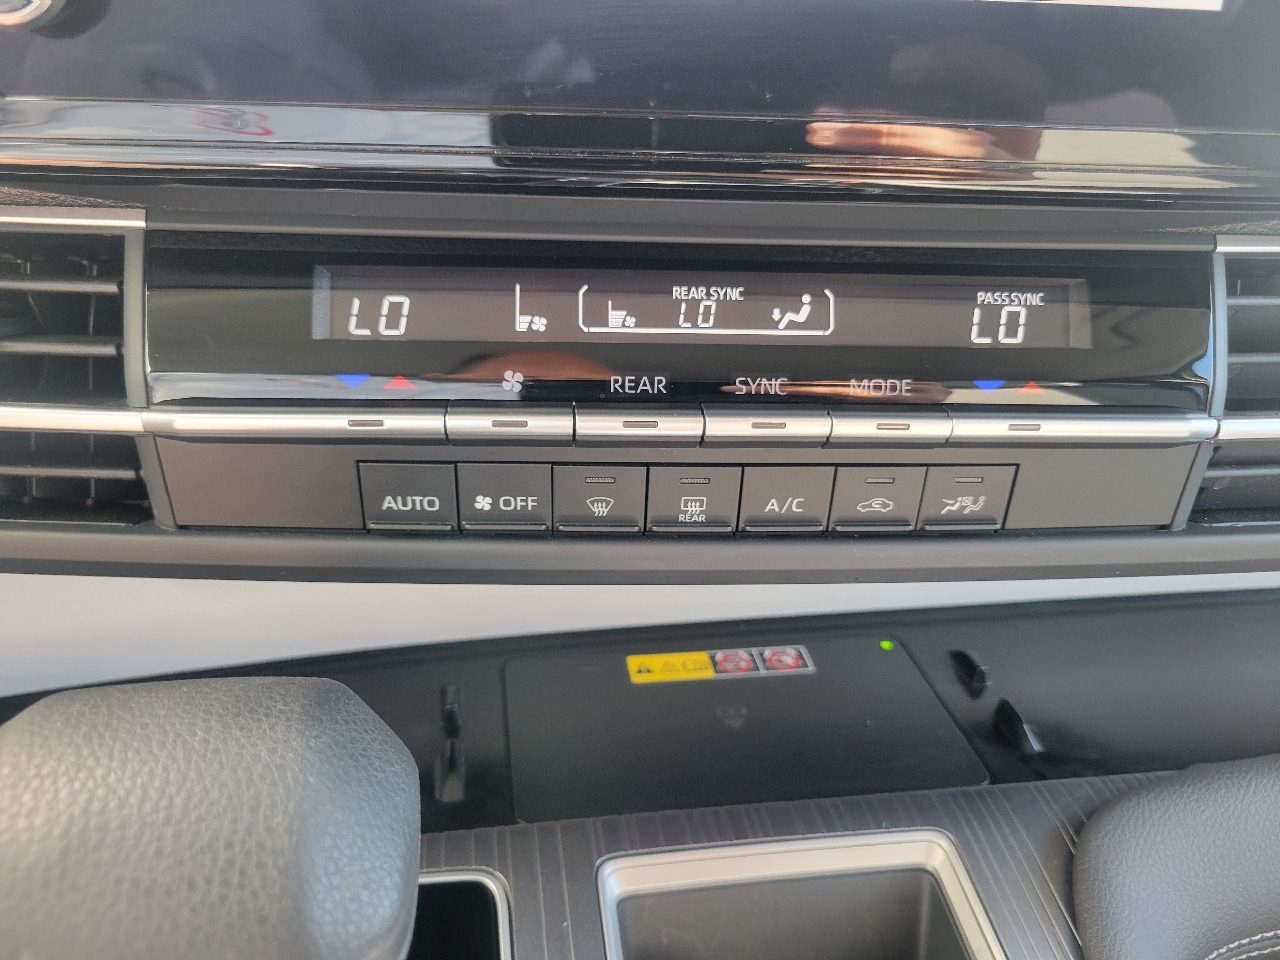 LO
REAR SYNC
LO
PASS SYNC
LO
REAR
SYNC
MODE
AUTO
OFF
REAR
A/C